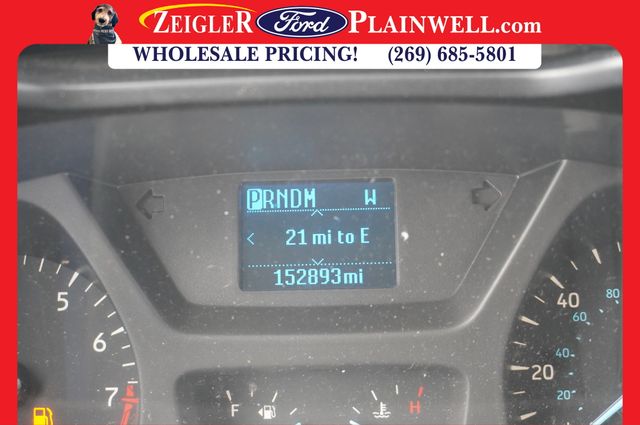 ZEIGLER Ford PLAINWELL.com
WHOLESALE PRICING! (269) 685-5801
PRNDM W
21 mi to E
152893mi
5
6
7
F
H
40
20
80
60
40
20